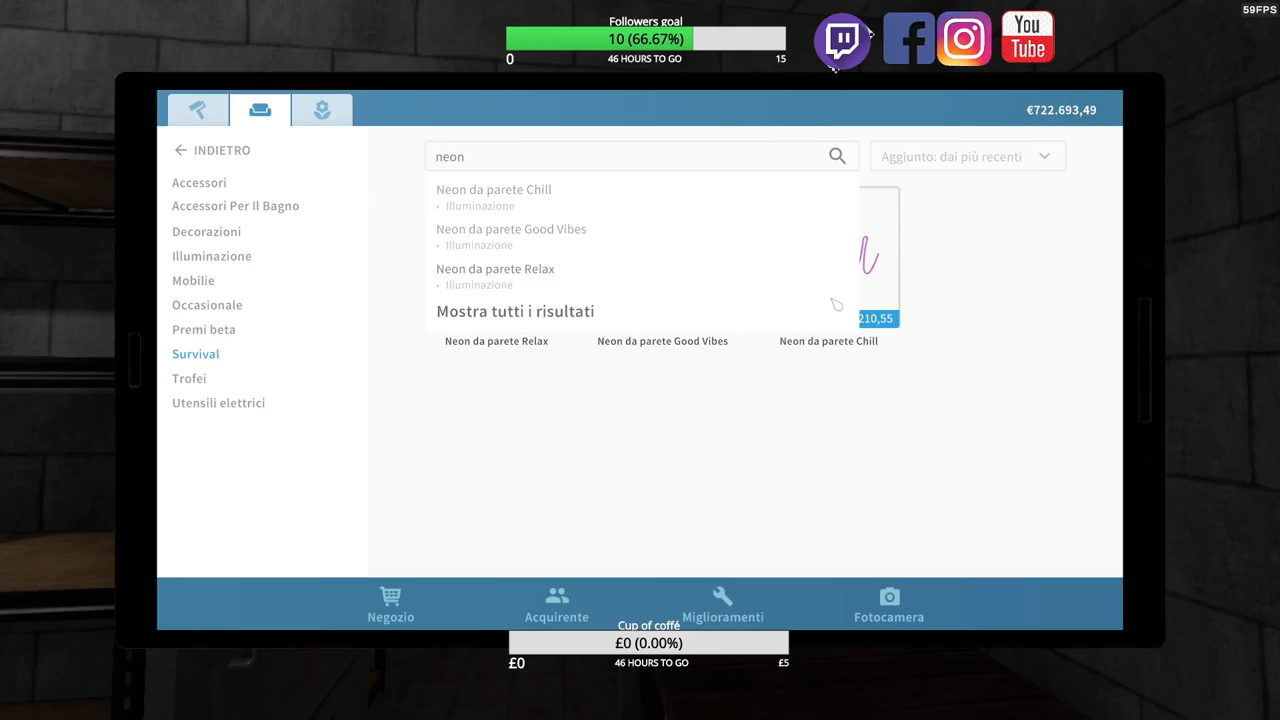 59FPS
Followers goal
10 (66.67%)
0
46 HOURS TO GO
15
You
Tube
€722.693,49
INDIETRO
Accessori
Accessori Per Il Bagno
Decorazioni
Illuminazione
Mobilie
Occasionale
Premi beta
Survival
Trofei
Utensili elettrici
neon
Aggiunto: dai più recenti
Neon da parete Chill
• Illuminazione
Neon da parete Good Vibes
• Illuminazione
Neon da parete Relax
• Illuminazione
Mostra tutti i risultati
210,55
Neon da parete Relax
Neon da parete Good Vibes
Neon da parete Chill
Negozio
Acquirente
Miglioramenti
Fotocamera
Cup of coffé
£0 (0.00%)
£0
46 HOURS TO GO
£5